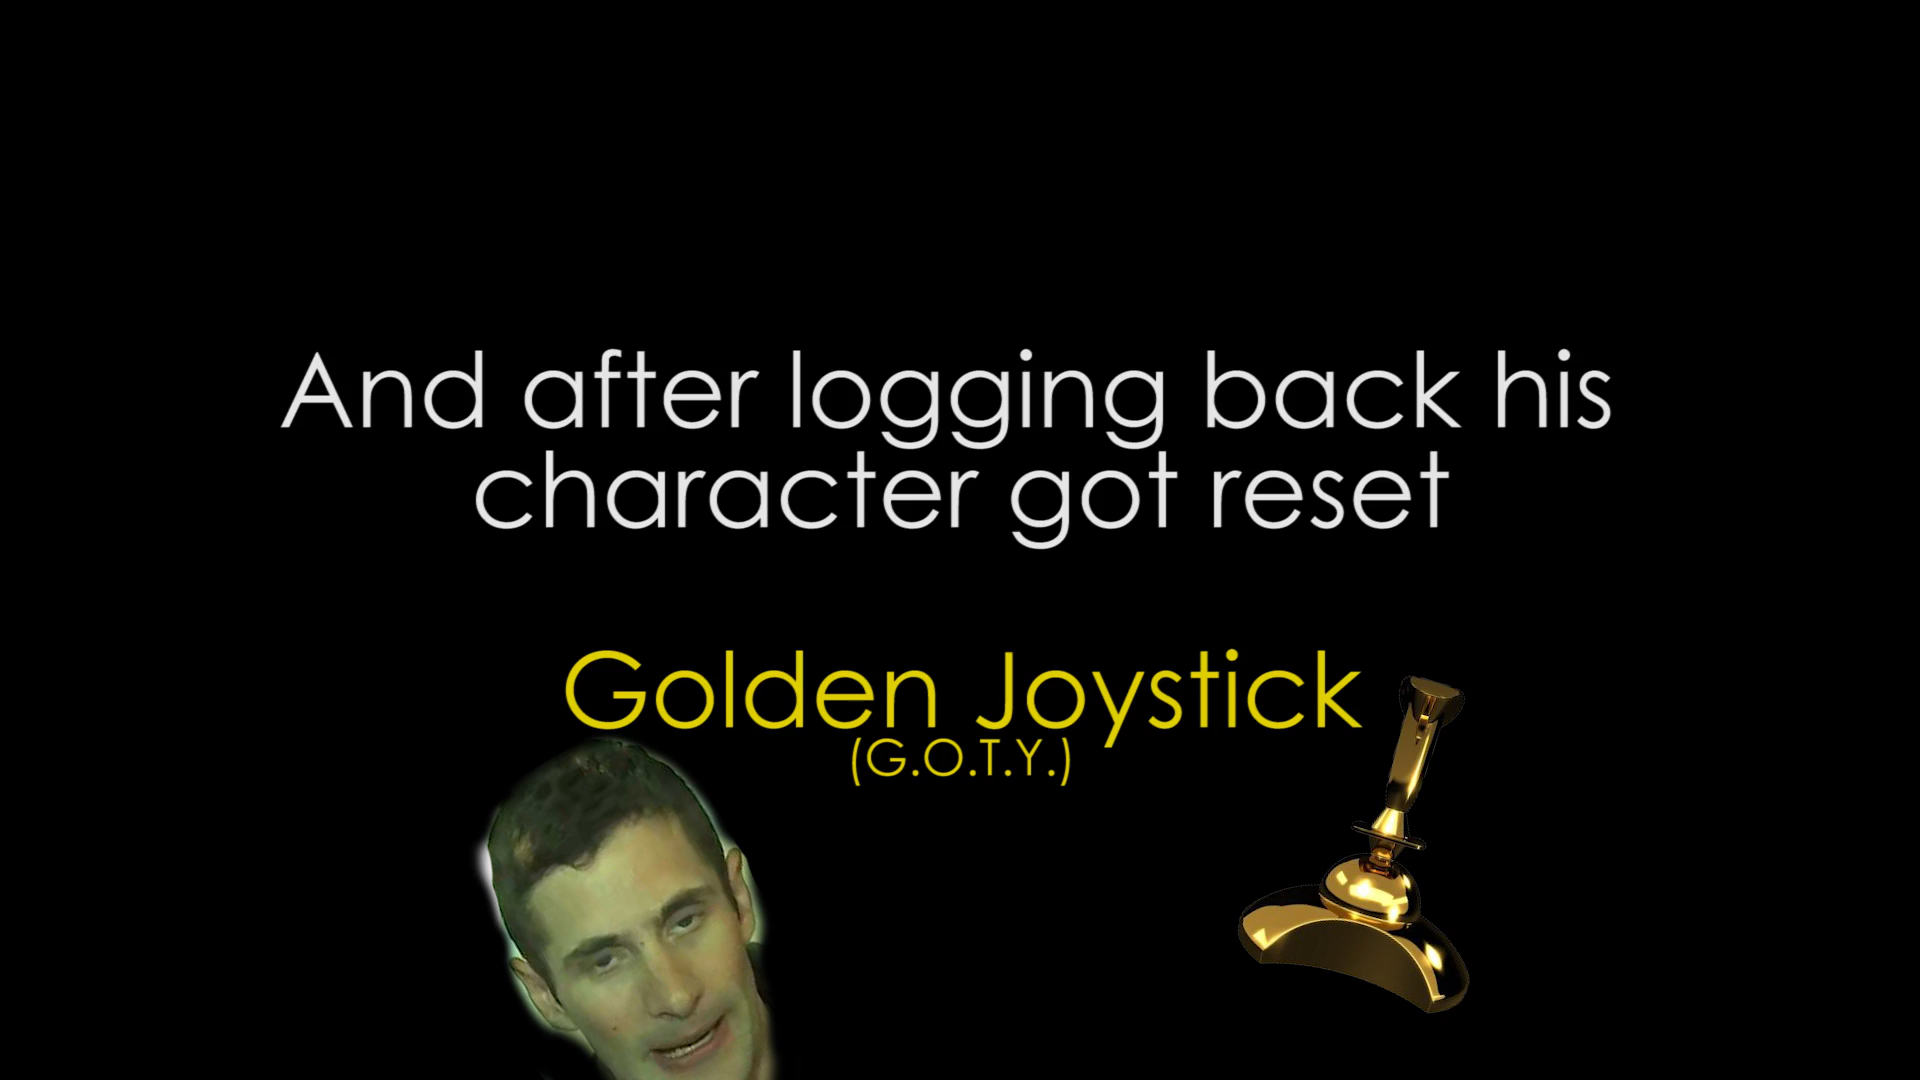 And after logging back his
character got reset
Golden Joystick
(G.O.T.Y.)